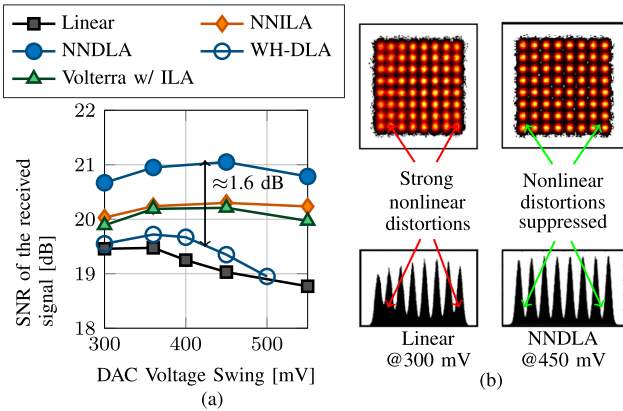 Linear
NNILA
NNDLA
WH-DLA
Volterra w/ ILA
22
21
20
19
18
≈1.6 dB
SNR of the received
signal [dB]
300
400
500
DAC Voltage Swing [mV]
(a)
Strong
nonlinear
distortions
Nonlinear
distortions
suppressed
Linear
@300 mV
NNDLA
@450 mV
(b)